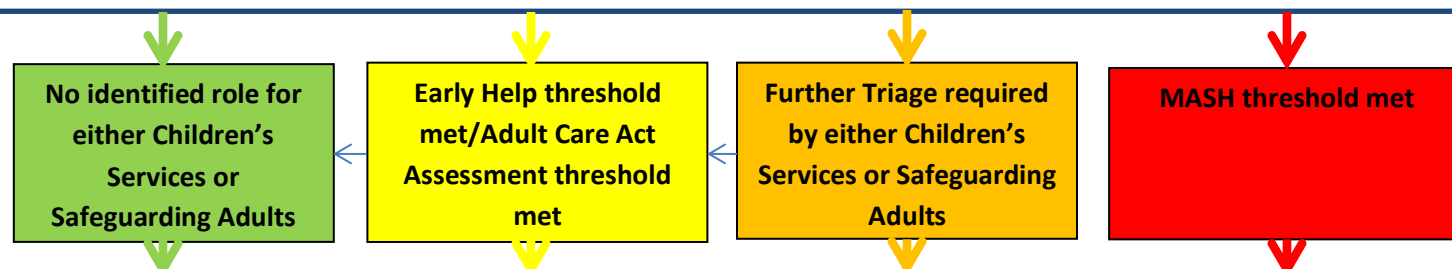 No identified role for
either Children’s
Services or
Safeguarding Adults
Early Help threshold
met/Adult Care Act
Assessment threshold
met
Further Triage required
by either Children’s
Services or Safeguarding
Adults
MASH threshold met